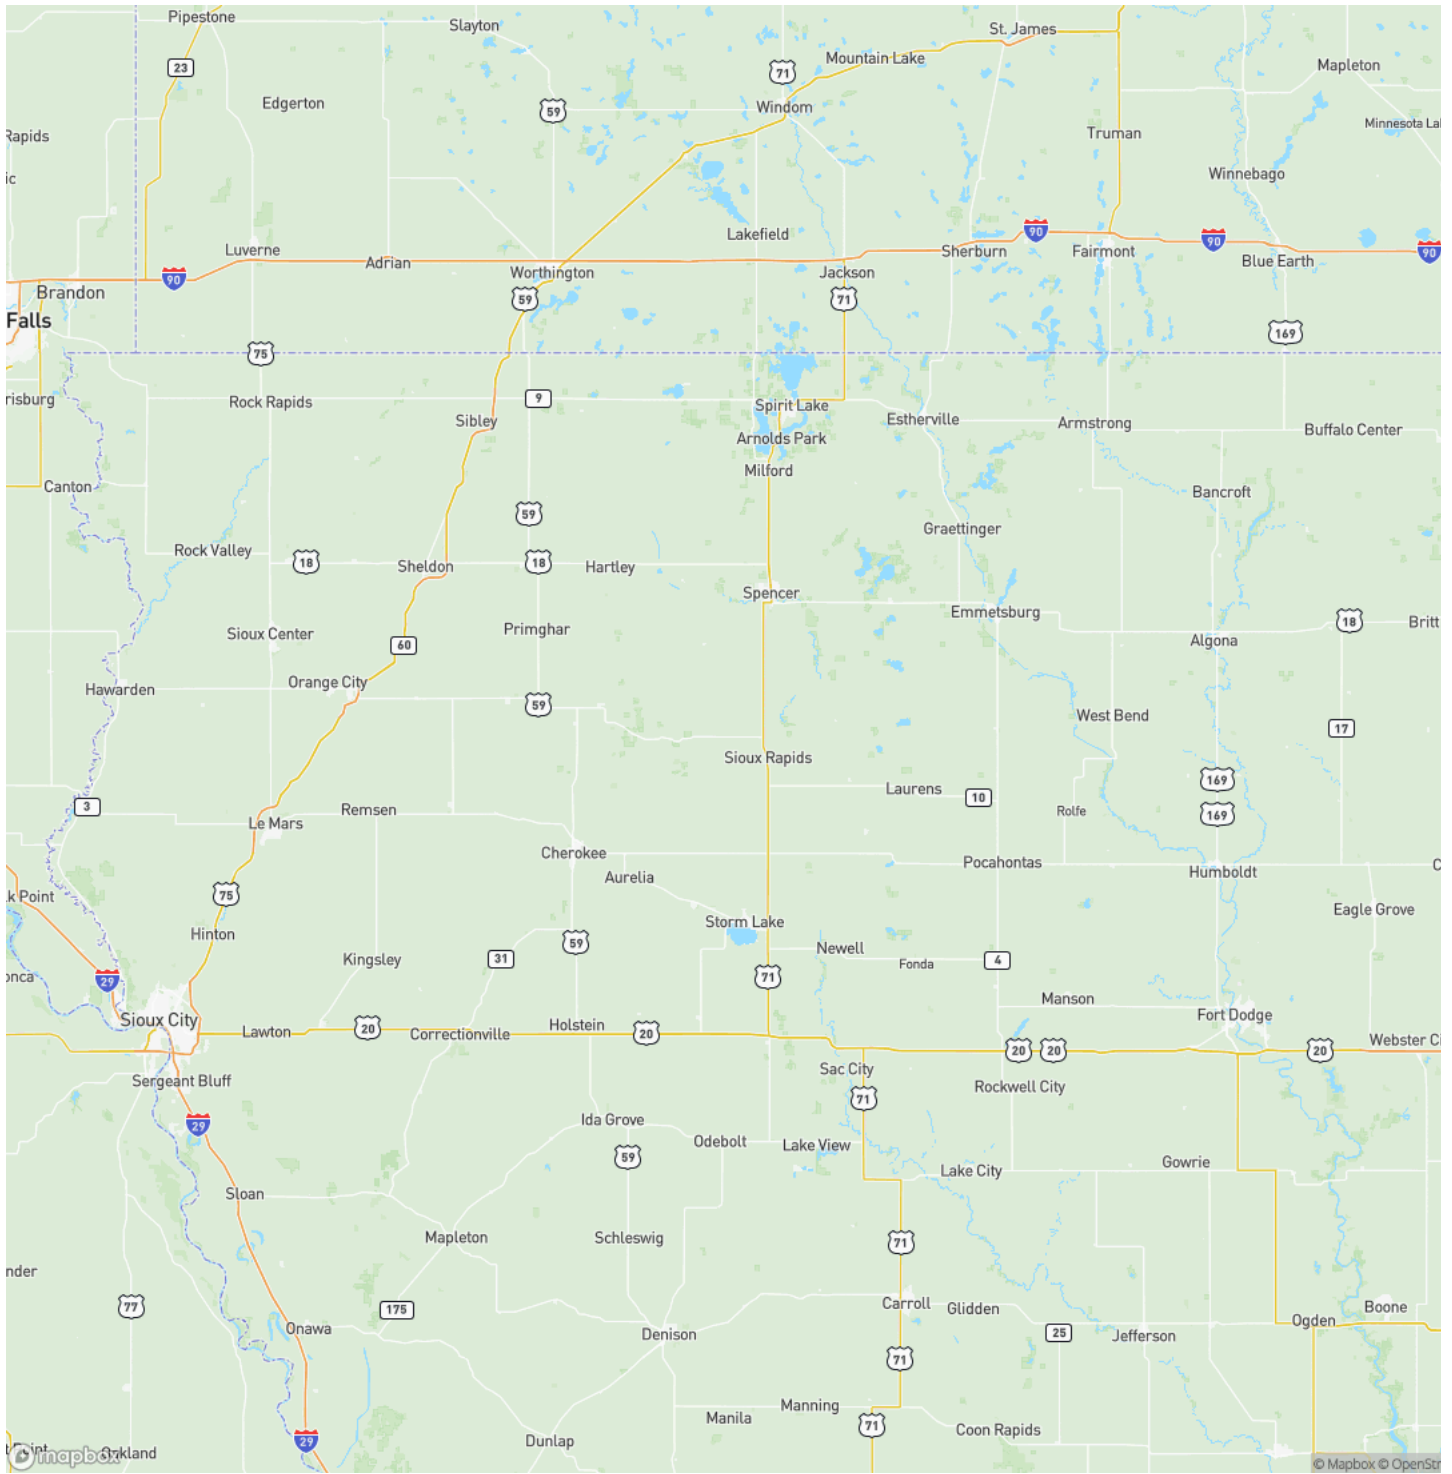 Pipestone
Slayton
St. James
23
71
Mountain Lake
Mapleton
Edgerton
59
Windom
Minnesota La
Rapids
Truman
ic
Winnebago
Luverne
Lakefield
90
90
90
Adrian
Sherburn
Fairmont
Blue Earth
90
Worthington
Jackson
Brandon
59
71
Falls
75
169
risburg
Rock Rapids
9
Spirit Lake
Sibley
Estherville
Armstrong
Buffalo Center
Arnolds Park
Milford
Canton
Bancroft
59
Graettinger
Rock Valley
18
Sheldon
18
Hartley
Spencer
Emmetsburg
Sioux Center
Primghar
18
Britt
60
Algona
Hawarden
Orange City
59
West Bend
17
Sioux Rapids
169
3
Remsen
Laurens
10
Rolfe
169
Le Mars
Cherokee
Pocahontas
Humboldt
C
Aurelia
k Point
75
Storm Lake
Eagle Grove
Hinton
59
Newell
Kingsley
31
Fonda
4
onca
29
71
Manson
Sioux City
Lawton
20
Correctionville
Holstein
20
Fort Dodge
20
20
20
Webster Ci
Sergeant Bluff
Sac City
Rockwell City
29
71
Ida Grove
59
Odebolt
Lake View
Gowrie
Lake City
Sloan
Mapleton
Schleswig
71
nder
77
175
Carroll
Glidden
Boone
Onawa
Denison
25
Jefferson
Ogden
71
Manila
Manning
71
Coon Rapids
29
Dunlap
t Point
Oakland
mapbox
© Mapbox © OpenStr